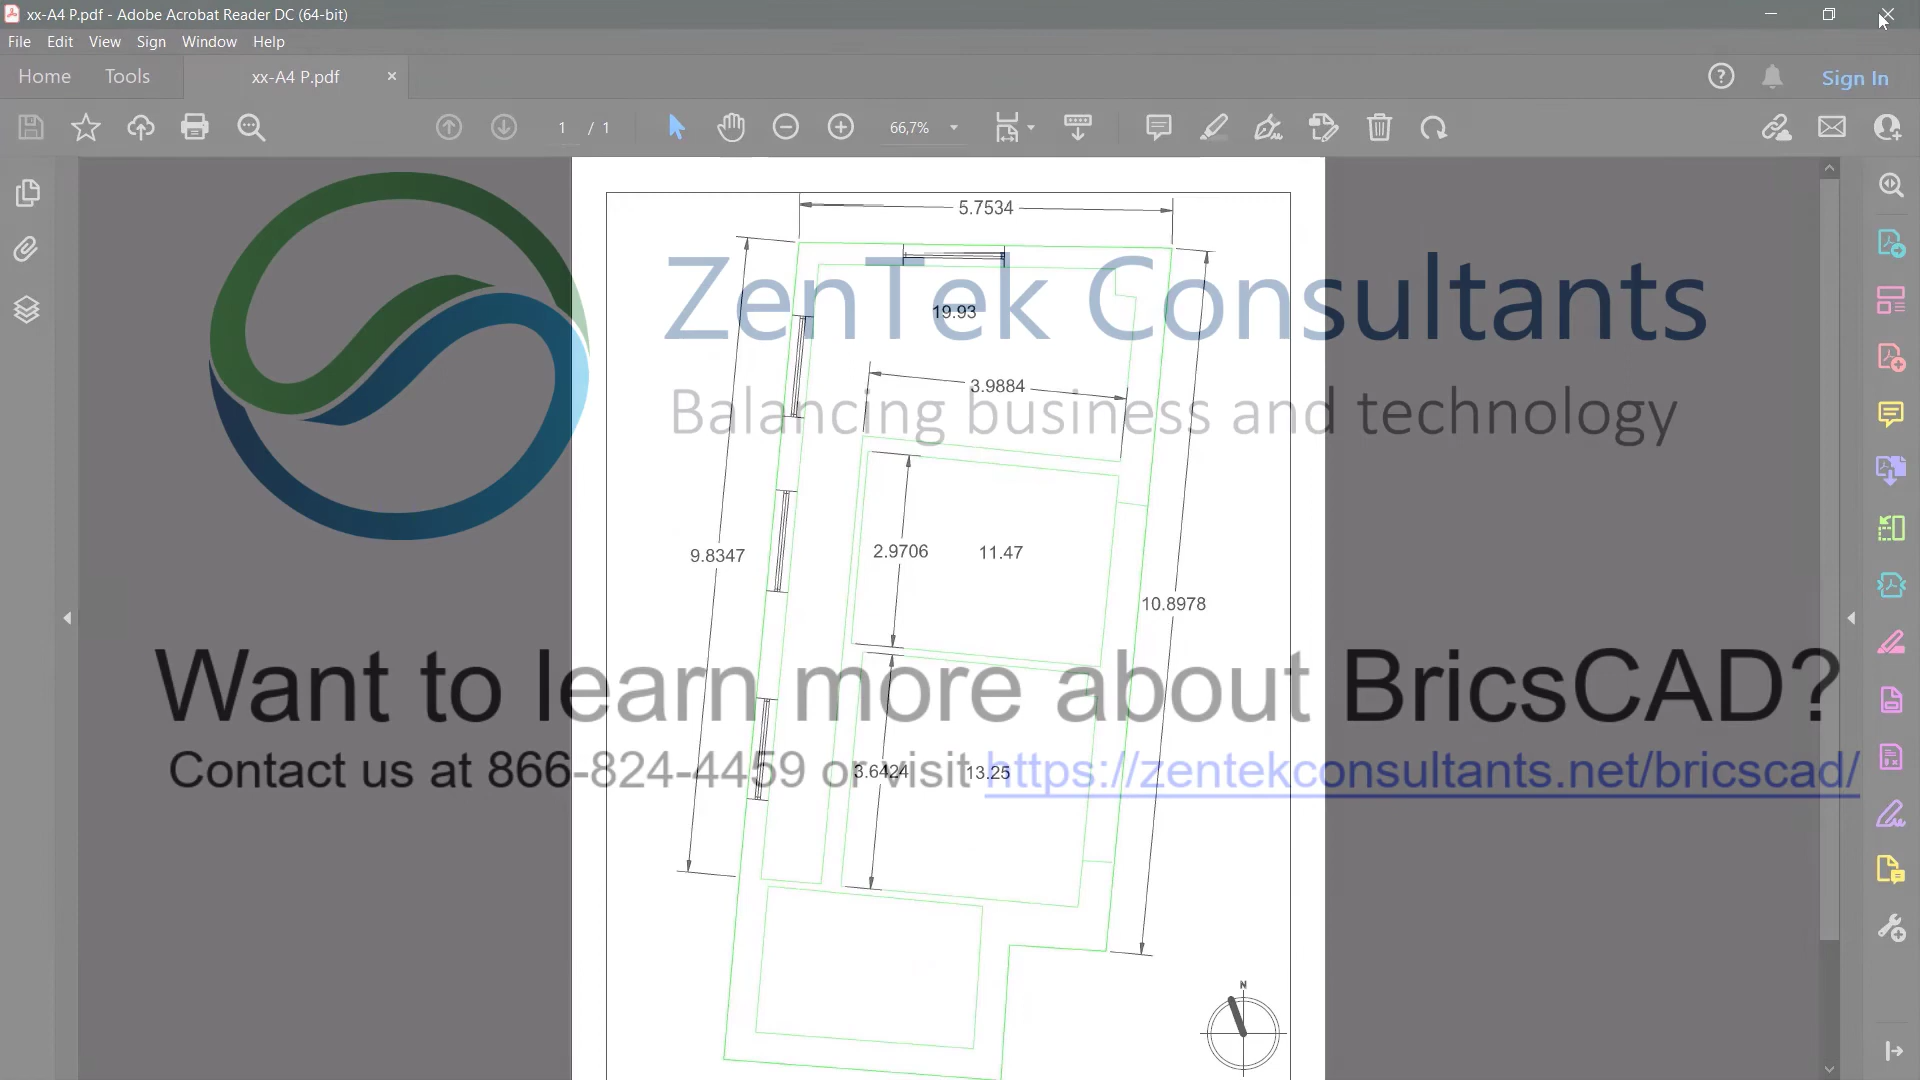 xx-A4 P.pdf - Adobe Acrobat Reader DC (64-bit)
File Edit View Sign Window Help
Home Tools xx-A4 P.pdf Sign In
1 / 1 66,7%
5.7534
ZenTek Consultants
19.93
3.9884
Balancing business and technology
9.8347
2.9706 11.47
10.8978
Want to learn more about BricsCAD?
Contact us at 866-824-4459 or visit https://zentekconsultants.net/bricscad/
3.6424 13.25
N